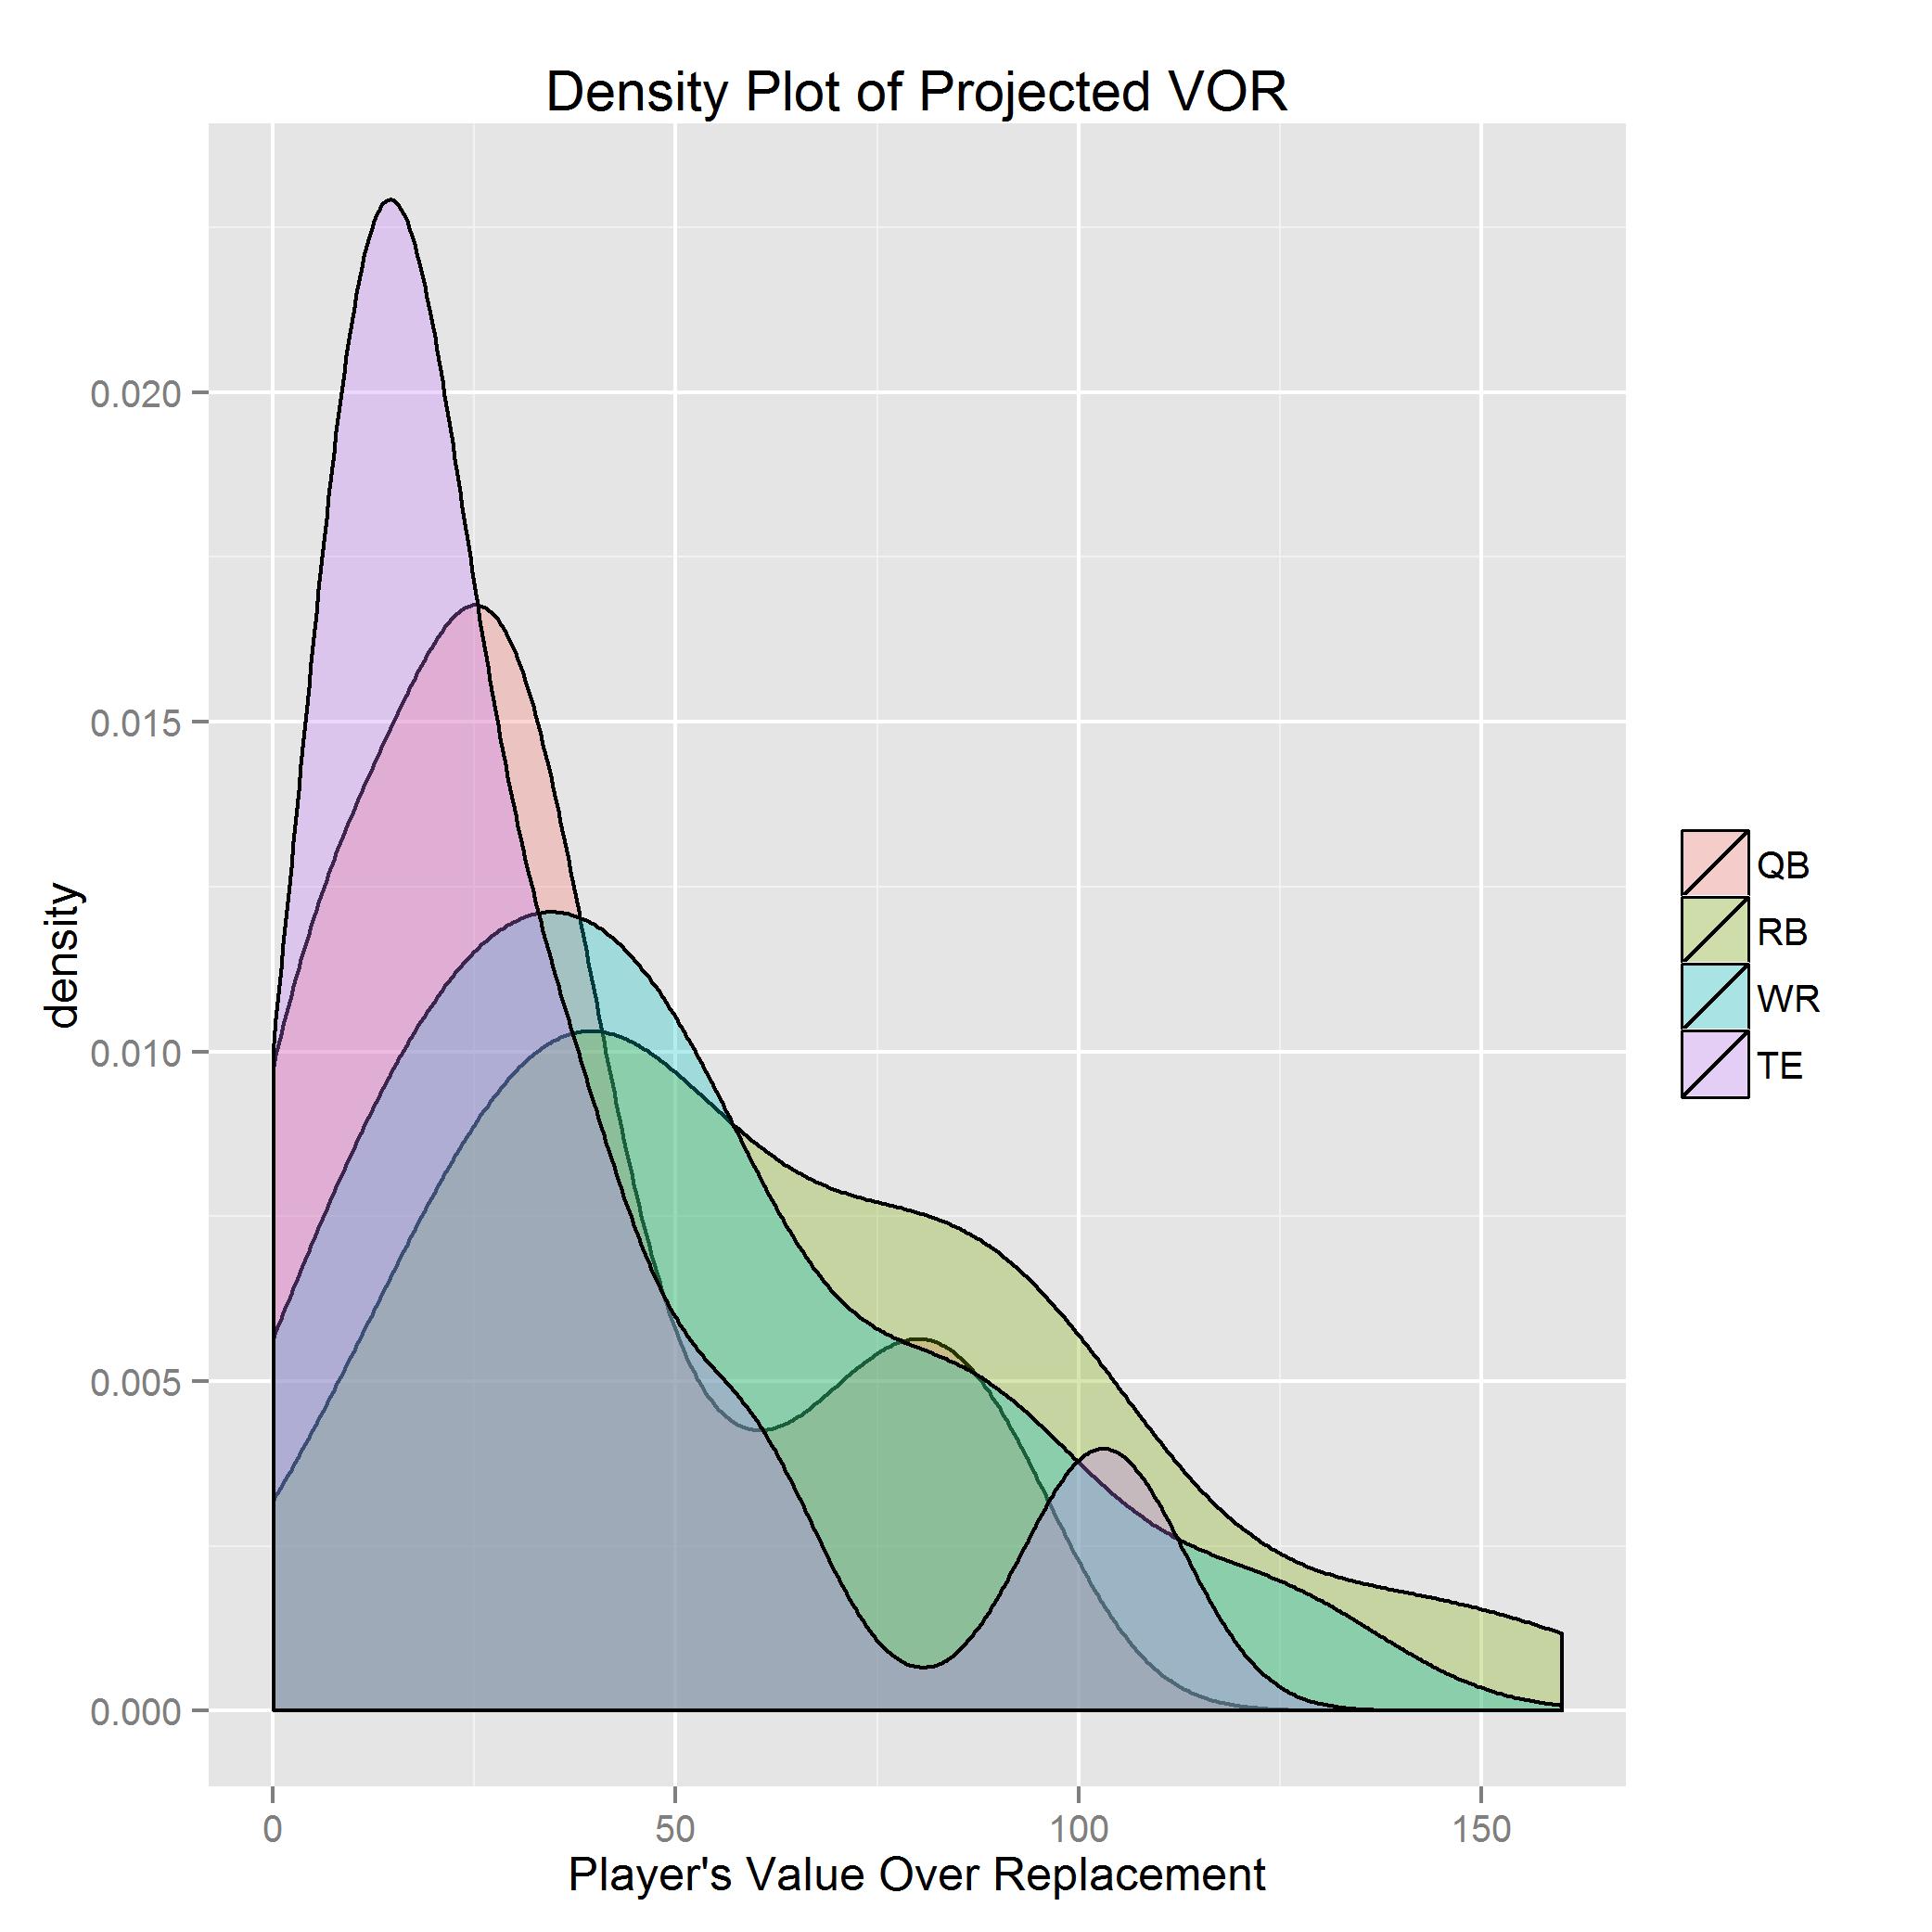 Density Plot of Projected VOR
0.020
0.015
0.010
0.005
0.000
density
0 50 100 150
Player's Value Over Replacement
QB
RB
WR
TE